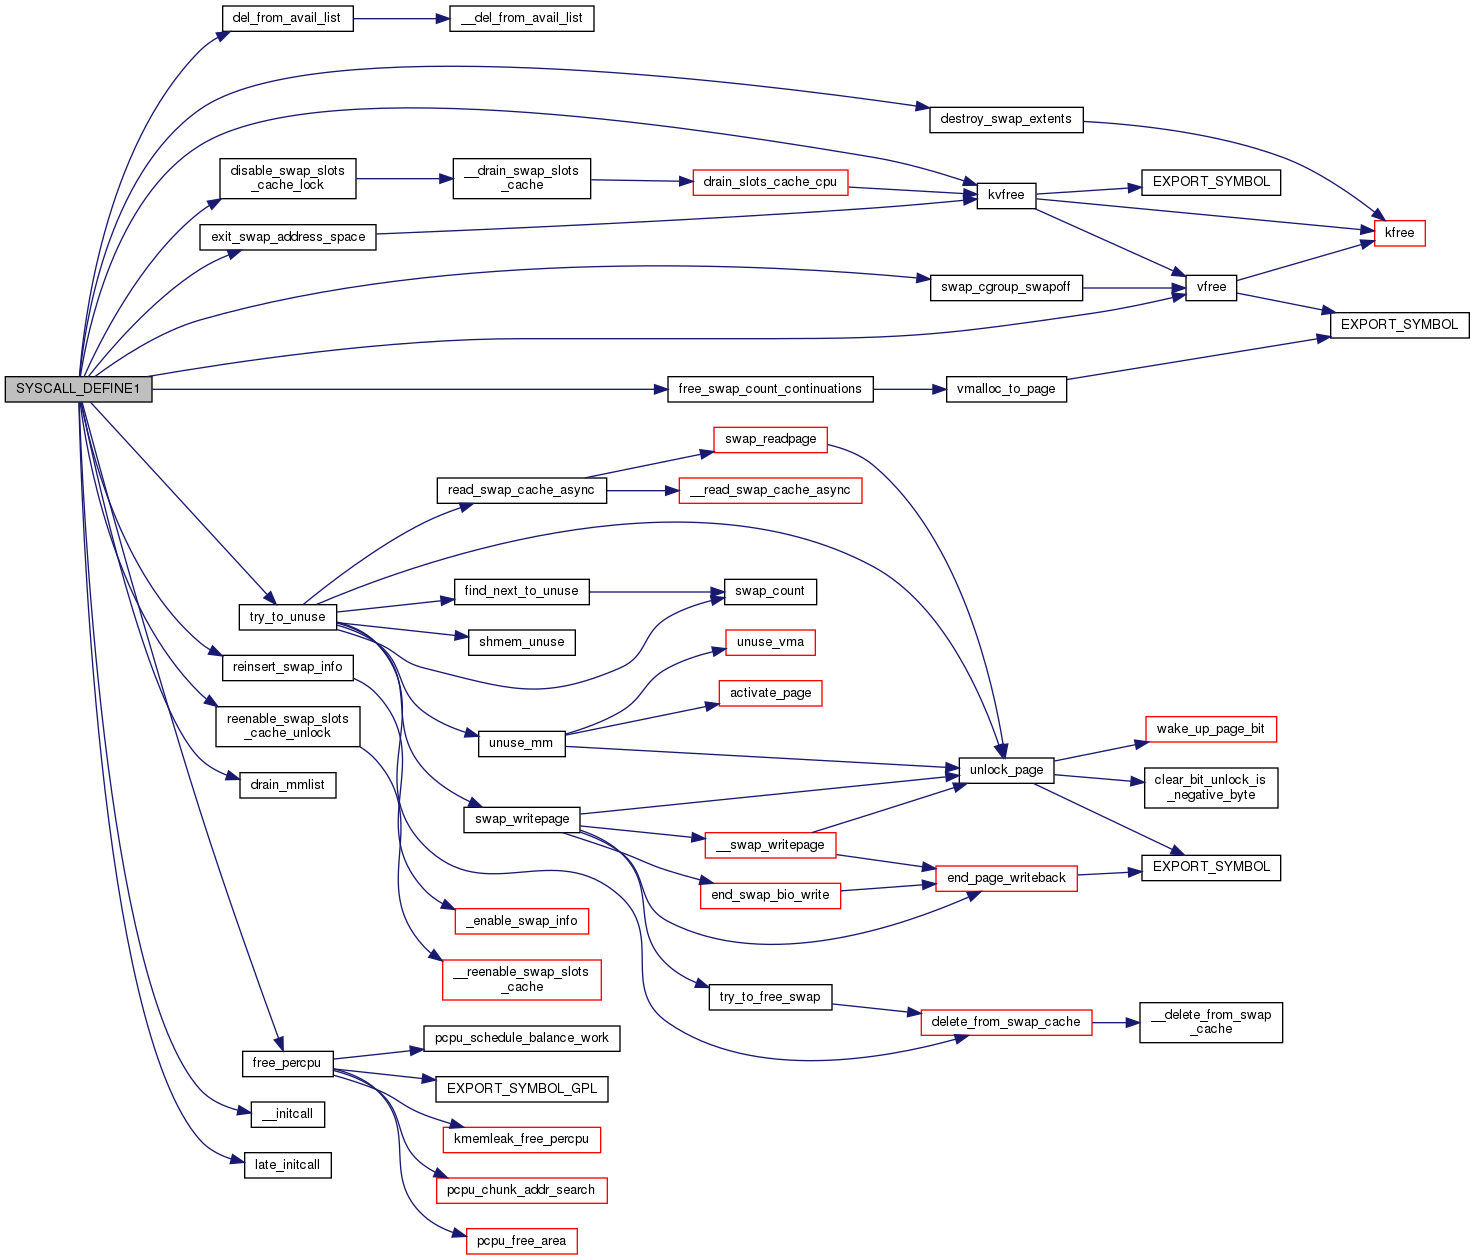 del_from_avail_list
__del_from_avail_list
destroy_swap_extents
disable_swap_slots
_cache_lock
__drain_swap_slots
_cache
drain_slots_cache_cpu
kvfree
EXPORT_SYMBOL
exit_swap_address_space
kfree
swap_cgroup_swapoff
vfree
EXPORT_SYMBOL
SYSCALL_DEFINE1
free_swap_count_continuations
vmalloc_to_page
swap_readpage
read_swap_cache_async
__read_swap_cache_async
find_next_to_unuse
swap_count
try_to_unuse
shmem_unuse
unuse_vma
reinsert_swap_info
activate_page
reenable_swap_slots
_cache_unlock
unuse_mm
wake_up_page_bit
unlock_page
drain_mmlist
clear_bit_unlock_is
_negative_byte
swap_writepage
__swap_writepage
EXPORT_SYMBOL
end_page_writeback
end_swap_bio_write
_enable_swap_info
__reenable_swap_slots
_cache
try_to_free_swap
delete_from_swap_cache
__delete_from_swap
_cache
pcpu_schedule_balance_work
free_percpu
EXPORT_SYMBOL_GPL
__initcall
kmemleak_free_percpu
late_initcall
pcpu_chunk_addr_search
pcpu_free_area